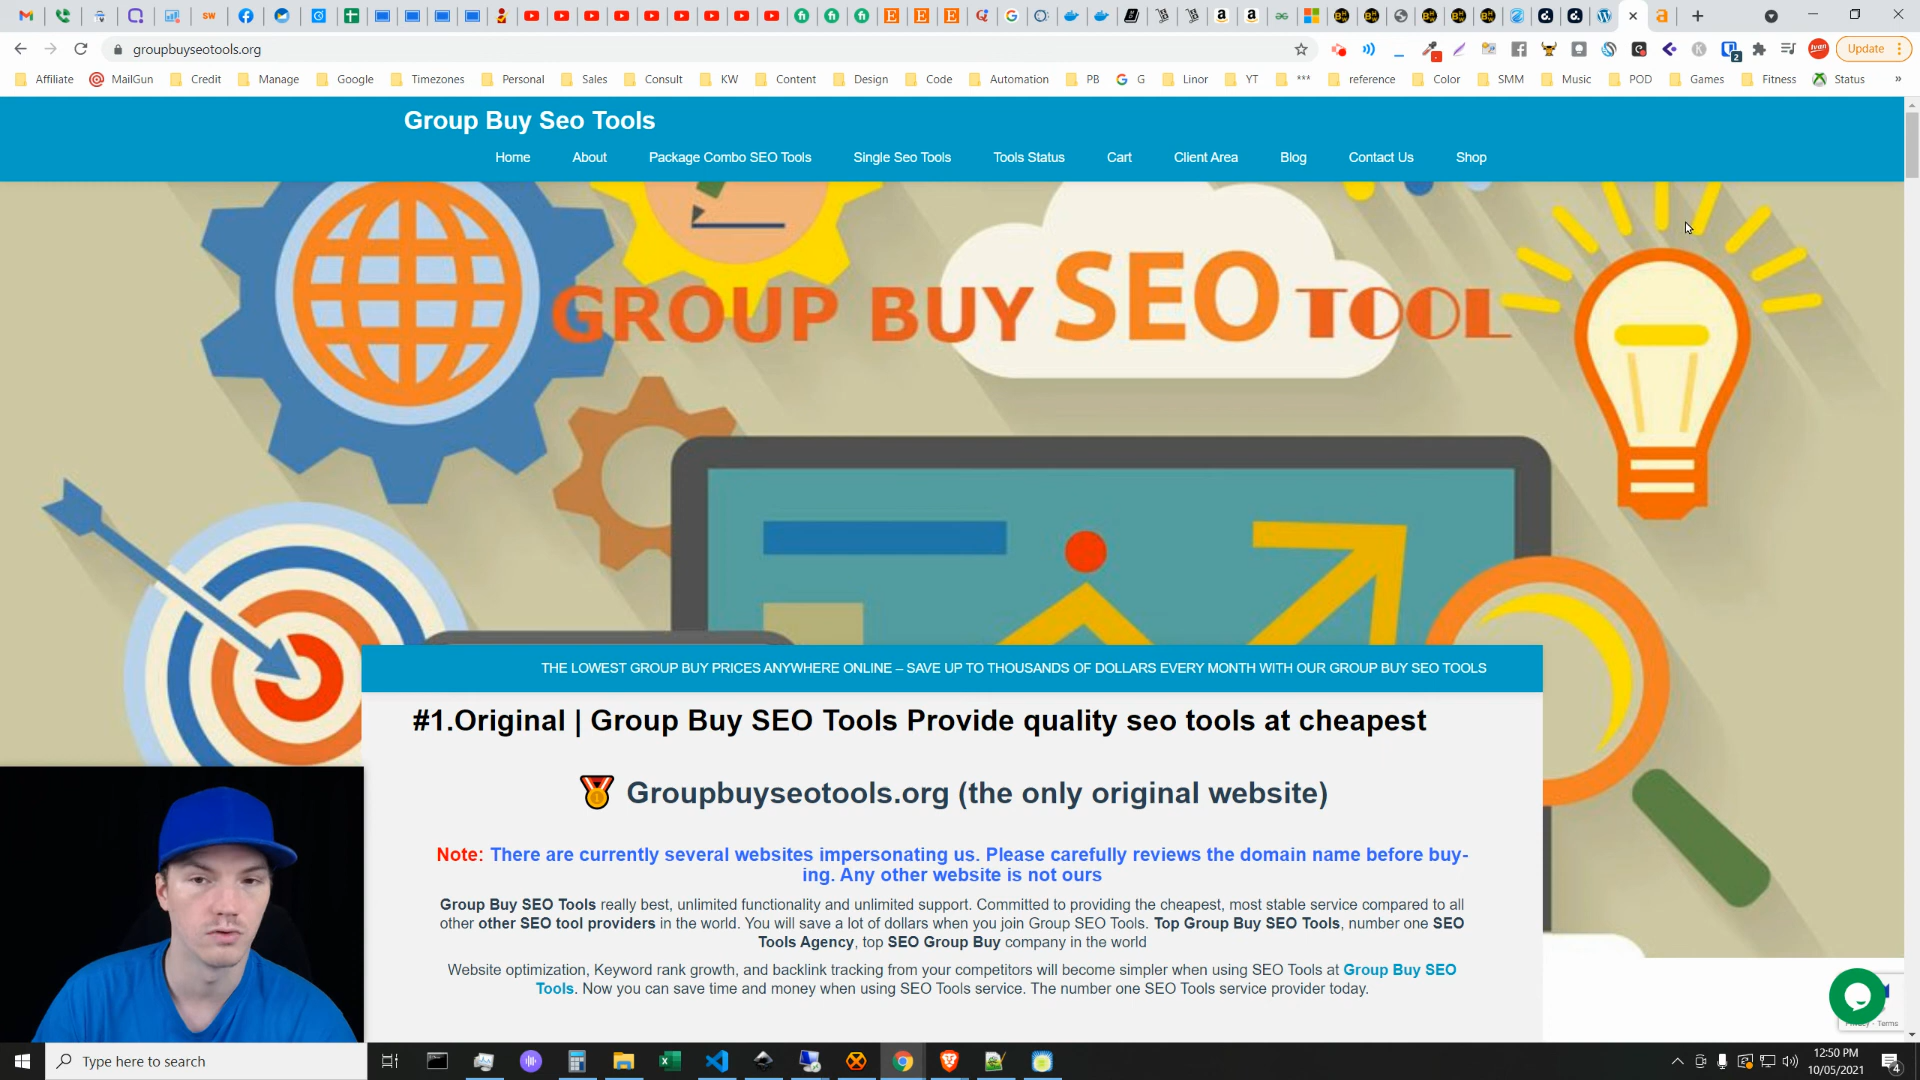 groupbuyseotools.org
Update
Affiliate MailGun Credit Manage Google Timezones Personal Sales Consult KW Content Design Code Automation PB G Linor YT *** reference Color SMM Music POD Games Fitness Status »
Group Buy Seo Tools
Home About Package Combo SEO Tools Single Seo Tools Tools Status Cart Client Area Blog Contact Us Shop
GROUP BUY SEO TOOL
THE LOWEST GROUP BUY PRICES ANYWHERE ONLINE – SAVE UP TO THOUSANDS OF DOLLARS EVERY MONTH WITH OUR GROUP BUY SEO TOOLS
#1.Original | Group Buy SEO Tools Provide quality seo tools at cheapest
Groupbuyseotools.org (the only original website)
Note: There are currently several websites impersonating us. Please carefully reviews the domain name before buy-
ing. Any other website is not ours
Group Buy SEO Tools really best, unlimited functionality and unlimited support. Committed to providing the cheapest, most stable service compared to all
other other SEO tool providers in the world. You will save a lot of dollars when you join Group SEO Tools. Top Group Buy SEO Tools, number one SEO
Tools Agency, top SEO Group Buy company in the world
Website optimization, Keyword rank growth, and backlink tracking from your competitors will become simpler when using SEO Tools at Group Buy SEO
Tools. Now you can save time and money when using SEO Tools service. The number one SEO Tools service provider today.
Privacy - Terms
Type here to search
12:50 PM
10/05/2021
4